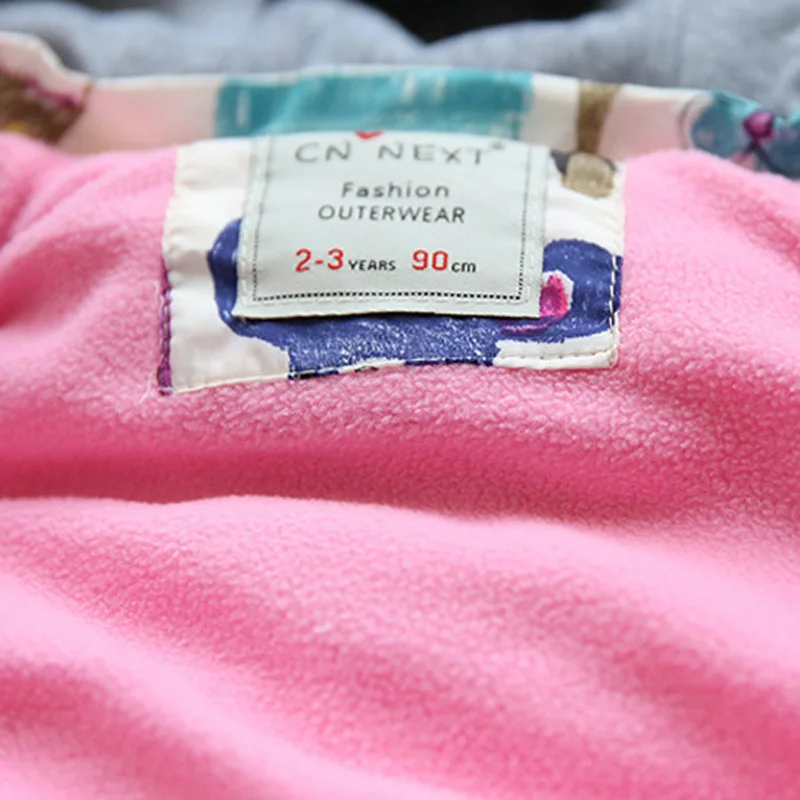 CN NEXT
Fashion
OUTERWEAR
2-3 YEARS 90cm